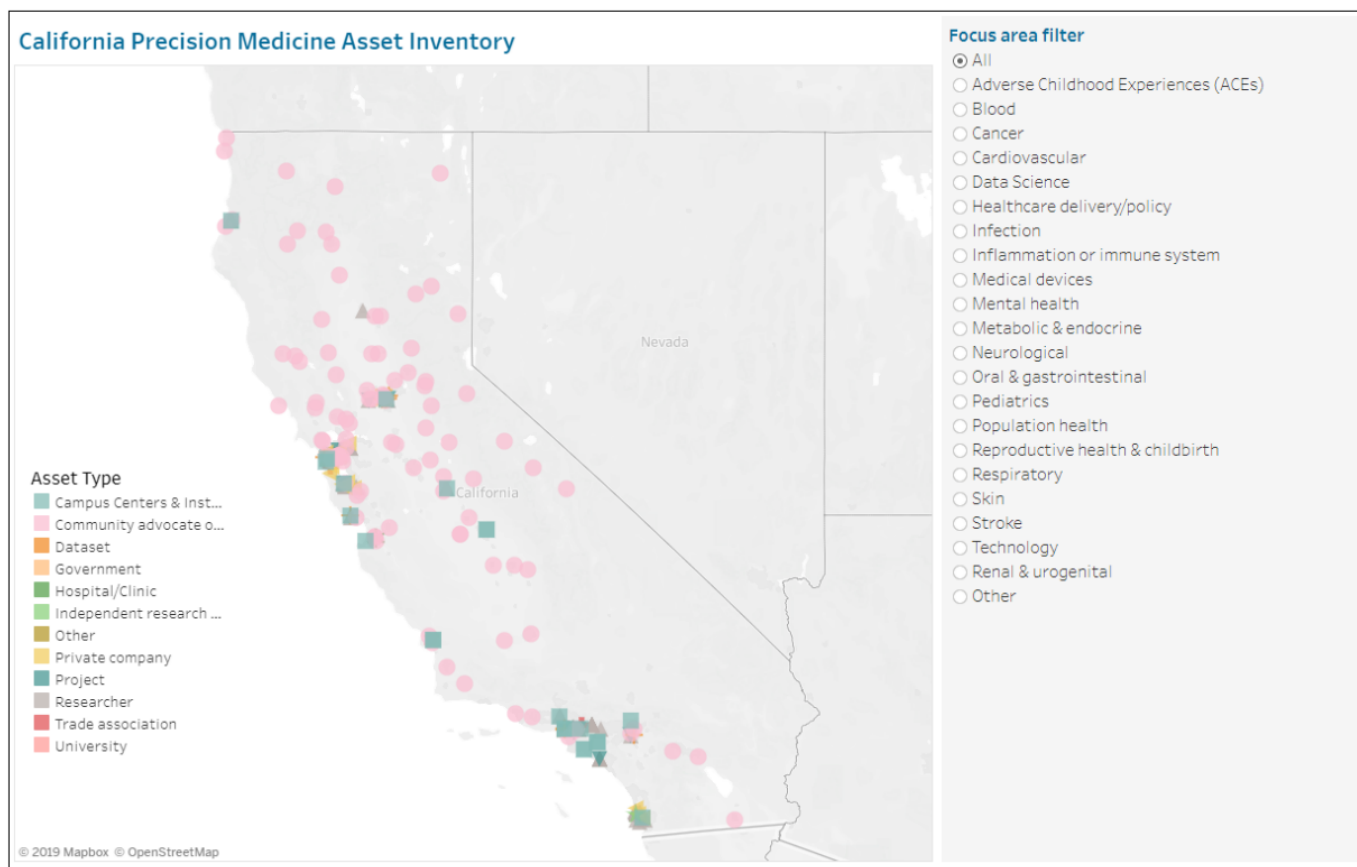 California Precision Medicine Asset Inventory
Nevada
California
Asset Type
Campus Centers & Inst...
Community advocate o...
Dataset
Government
Hospital/Clinic
Independent research ...
Other
Private company
Project
Researcher
Trade association
University
© 2019 Mapbox © OpenStreetMap
Focus area filter
All
Adverse Childhood Experiences (ACEs)
Blood
Cancer
Cardiovascular
Data Science
Healthcare delivery/policy
Infection
Inflammation or immune system
Medical devices
Mental health
Metabolic & endocrine
Neurological
Oral & gastrointestinal
Pediatrics
Population health
Reproductive health & childbirth
Respiratory
Skin
Stroke
Technology
Renal & urogenital
Other